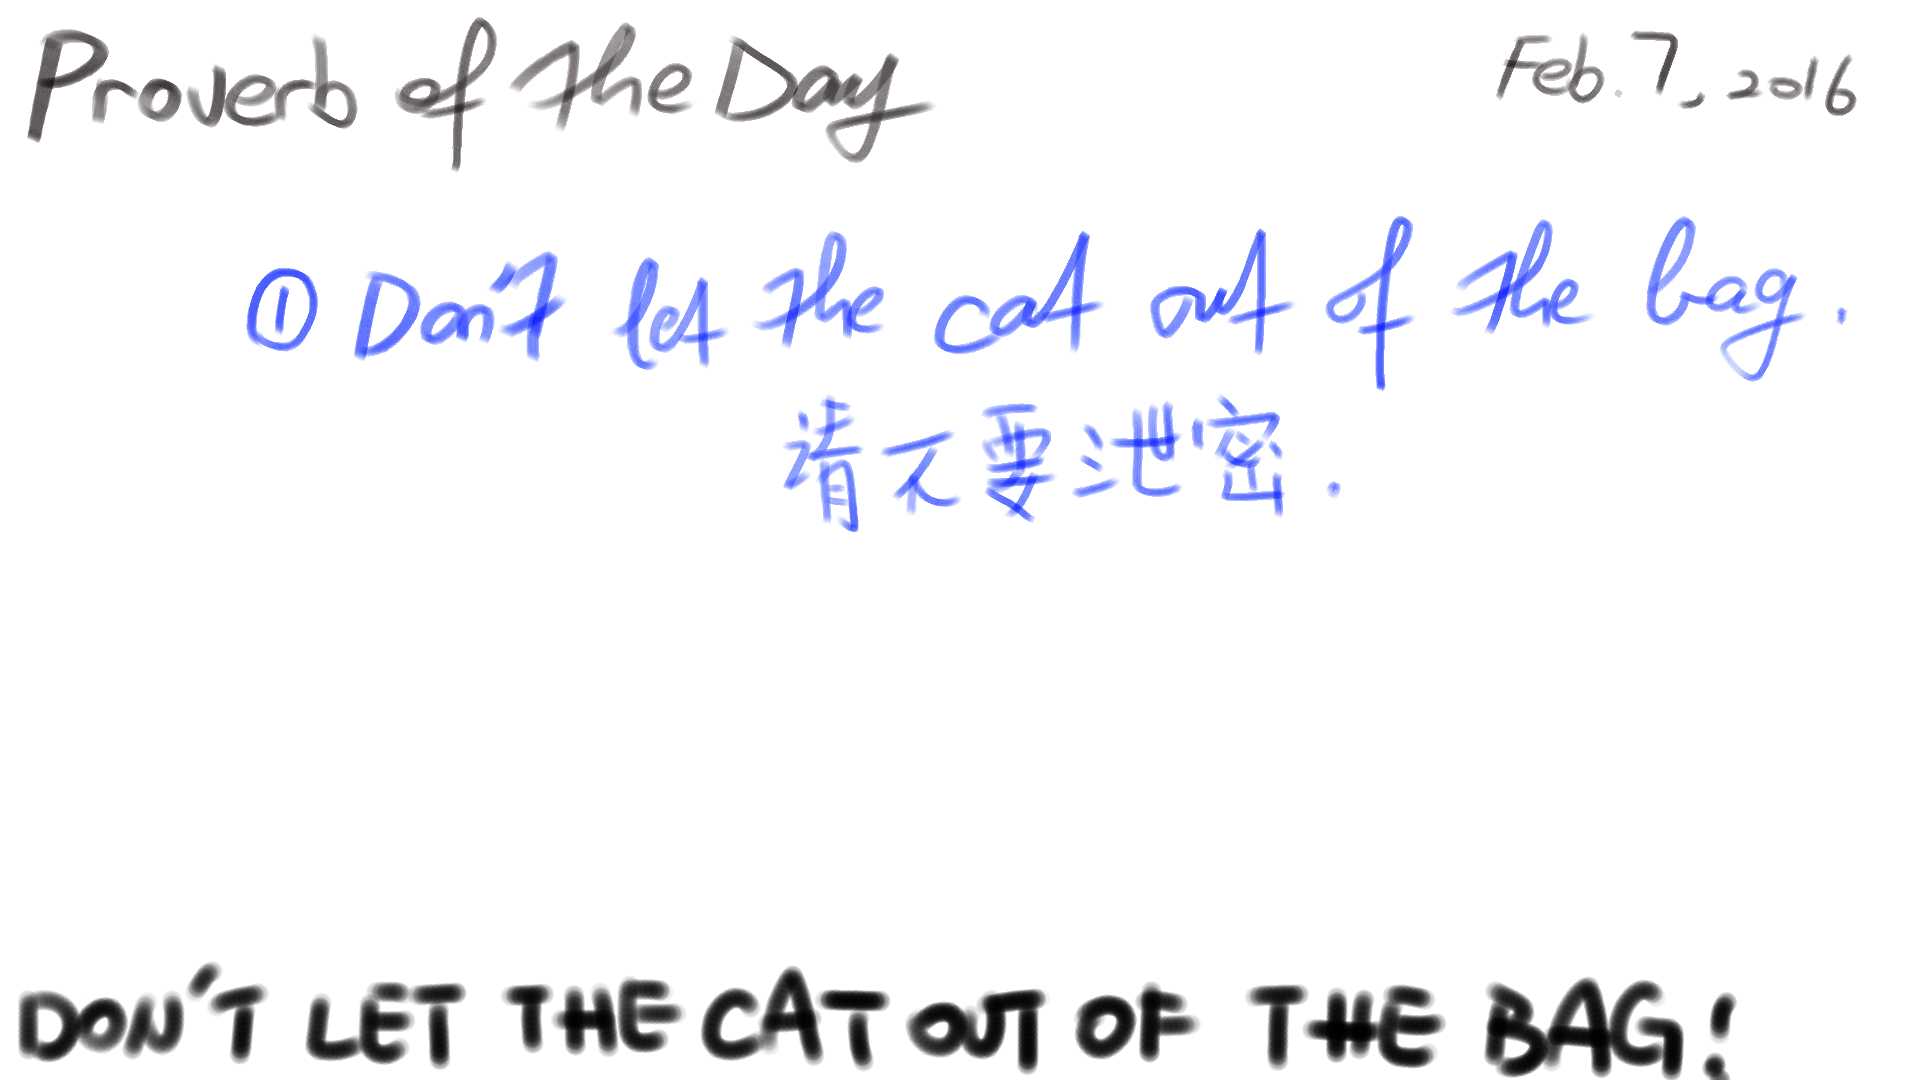 Proverb of the Day
Feb. 7, 2016
① Don't let the cat out of the bag.
请不要泄密.
DON'T LET THE CAT OUT OF THE BAG!